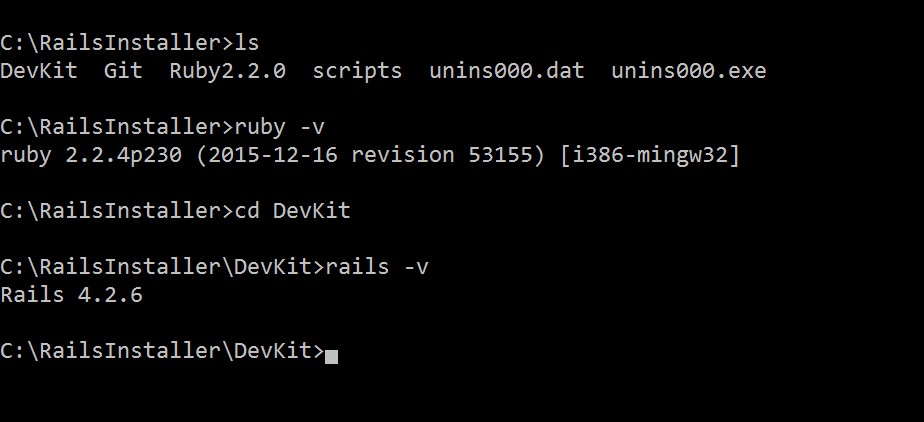 C:\RailsInstaller>ls
DevKit  Git  Ruby2.2.0  scripts  unins000.dat  unins000.exe
C:\RailsInstaller>ruby -v
ruby 2.2.4p230 (2015-12-16 revision 53155) [i386-mingw32]
C:\RailsInstaller>cd DevKit
C:\RailsInstaller\DevKit>rails -v
Rails 4.2.6
C:\RailsInstaller\DevKit>